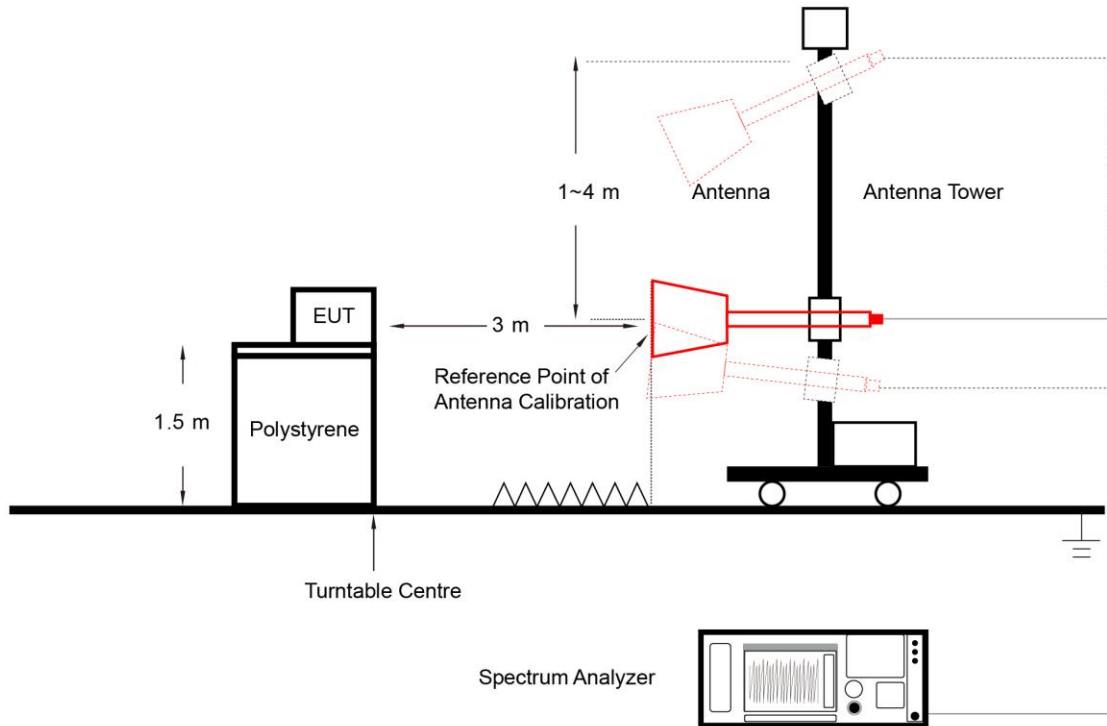 1~4 m
Antenna
Antenna Tower
EUT
3 m
Reference Point of
Antenna Calibration
1.5 m
Polystyrene
Turntable Centre
Spectrum Analyzer